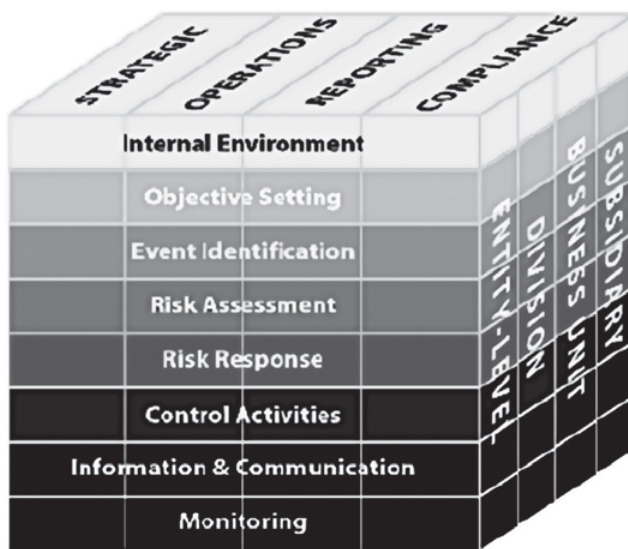 STRATEGIC
OPERATIONS
REPORTING
COMPLIANCE
Internal Environment
Objective Setting
Event Identification
Risk Assessment
Risk Response
Control Activities
Information & Communication
Monitoring
ENTITY-LEVEL
DIVISION
BUSINESS UNIT
SUBSIDIARY